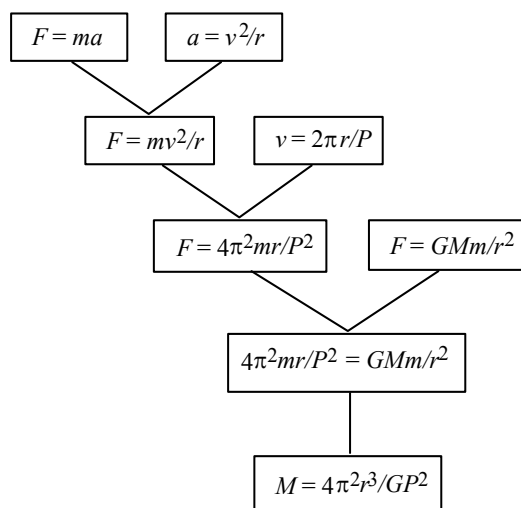 F = ma
a = v²/r
F = mv²/r
v = 2πr/P
F = 4π²mr/P²
F = GMm/r²
4π²mr/P² = GMm/r²
M = 4π²r³/GP²